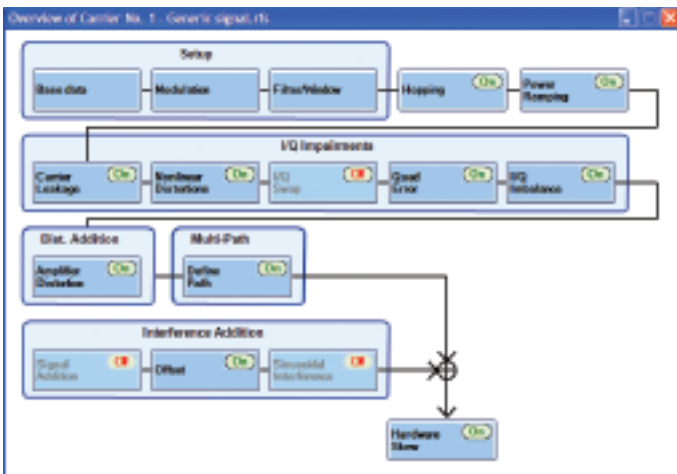 Overview of Carrier No. 1 - Generic signal.rfs
Setup
Base data
Modulation
Filter/Window
Hopping
On
Power
Ramping
On
I/Q Impairments
Carrier
Leakage
On
Nonlinear
Distortions
On
I/Q
Swap
Off
Quad
Error
On
I/Q
Imbalance
On
Dist. Addition
Amplifier
Distortion
On
Multi-Path
Define
Path
On
Interference Addition
Signal
Addition
Off
Offset
On
Sinusoidal
Interference
Off
Hardware
Skew
On